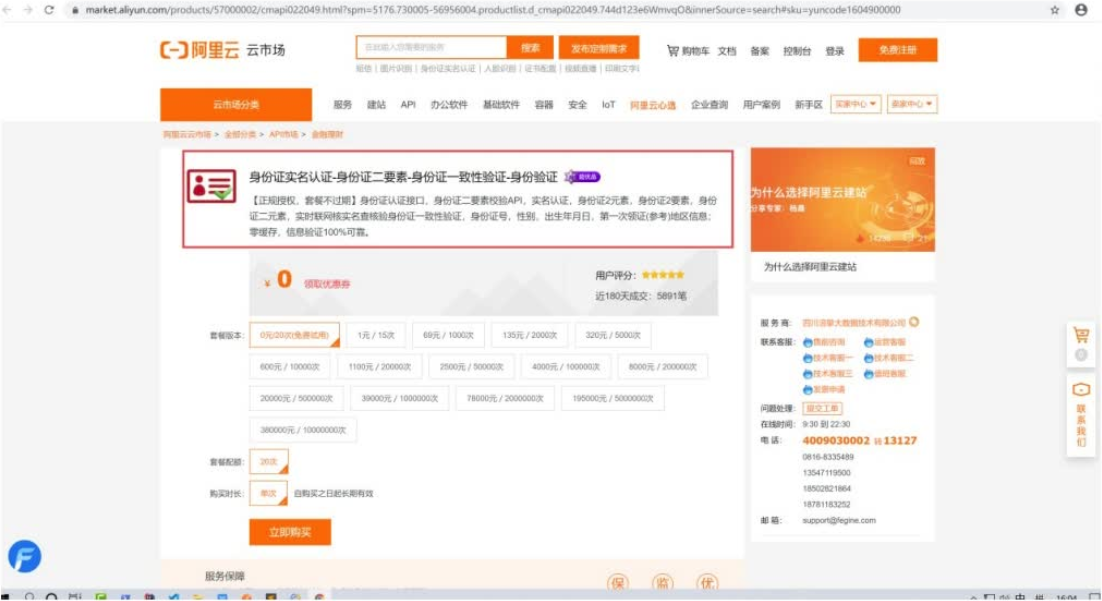 market.aliyun.com/products/57000002/cmapi022049.html?spm=5176.730005-56956004.productlist.d_cmapi022049.744d123e6WmvqO&innerSource=search#sku=yuncode1604900000
阿里云 云市场
在此输入您需要的服务 搜索 发布定制需求 购物车 文档 备案 控制台 登录 免费注册
短信 | 图片识别 | 身份证实名认证 | 人脸识别 | 证书配置 | 视频直播 | 印刷文字i
云市场分类 服务 建站 API 办公软件 基础软件 容器 安全 IoT 阿里云心选 企业查询 用户案例 新手区 买家中心 卖家中心
阿里云云市场 > 全部分类 > API市场 > 金融理财
身份证实名认证-身份证二要素-身份证一致性验证-身份验证
【正规授权，套餐不过期】身份证认证接口，身份证二要素校验API，实名认证，身份证2元素，身份证2要素，身份
证二元素，实时联网核实名查核验身份证一致性验证，身份证号，性别，出生年月日，第一次领证(参考)地区信息：
零缓存，信息验证100%可靠。
回放
为什么选择阿里云建站
分享专家：杨晨
为什么选择阿里云建站
¥ 0 领取优惠券
用户评分：
近180天成交：5891笔
套餐版本：
0元/20次(免费试用) 1元 / 15次 69元 / 1000次 135元 / 2000次 320元 / 5000次
600元 / 10000次 1100元 / 20000次 2500元 / 50000次 4000元 / 100000次 8000元 / 200000次
20000元 / 500000次 39000元 / 1000000次 78000元 / 2000000次 195000元 / 5000000次
380000元 / 10000000次
套餐配额： 20次
购买时长： 单次 自购买之日起长期有效
立即购买
服务保障
保 监 优
服 务 商：
联系客服： 售前咨询 运营客服
技术客服一 技术客服二
技术客服三 值班客服
发票申请
问题处理： 提交工单
在线时间： 9:30 到 22:30
电 话： 4009030002 转 13127
0816-8335489
13547119500
18502821864
18781183252
邮 箱： support@fegine.com
0
联系我们
16:04